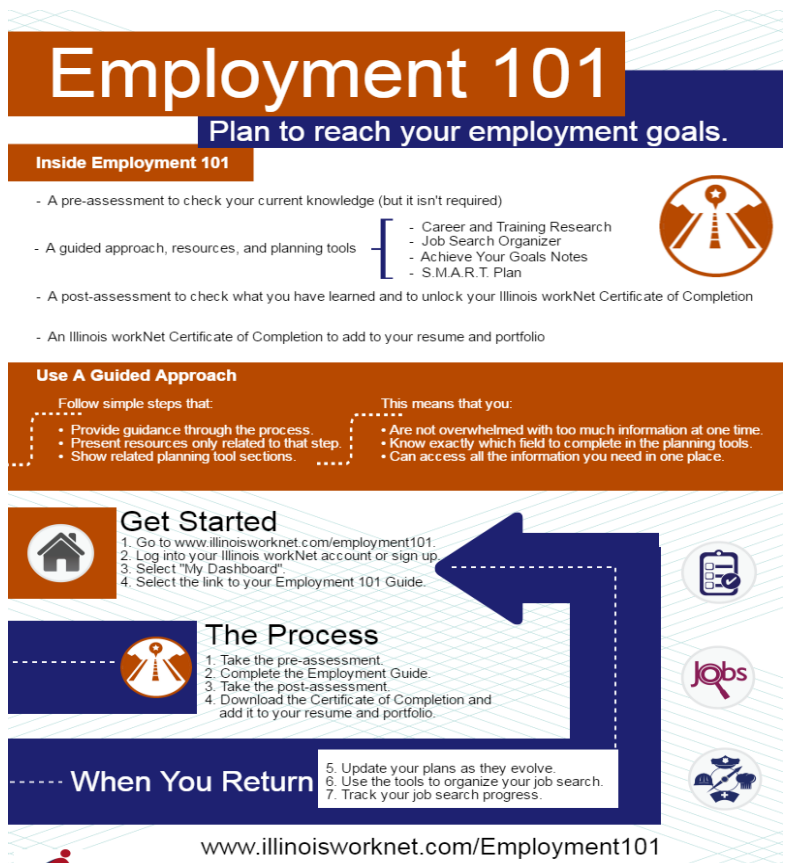 Employment 101
Plan to reach your employment goals.
Inside Employment 101
- A pre-assessment to check your current knowledge (but it isn't required)
- A guided approach, resources, and planning tools
- Career and Training Research
- Job Search Organizer
- Achieve Your Goals Notes
- S.M.A.R.T. Plan
- A post-assessment to check what you have learned and to unlock your Illinois workNet Certificate of Completion
- An Illinois workNet Certificate of Completion to add to your resume and portfolio
Use A Guided Approach
Follow simple steps that:
• Provide guidance through the process.
• Present resources only related to that step.
• Show related planning tool sections.
This means that you:
• Are not overwhelmed with too much information at one time.
• Know exactly which field to complete in the planning tools.
• Can access all the information you need in one place.
Get Started
1. Go to www.illinoisworknet.com/employment101.
2. Log into your Illinois workNet account or sign up.
3. Select "My Dashboard".
4. Select the link to your Employment 101 Guide.
The Process
1. Take the pre-assessment.
2. Complete the Employment Guide.
3. Take the post-assessment.
4. Download the Certificate of Completion and
add it to your resume and portfolio.
Jobs
When You Return
5. Update your plans as they evolve.
6. Use the tools to organize your job search.
7. Track your job search progress.
www.illinoisworknet.com/Employment101